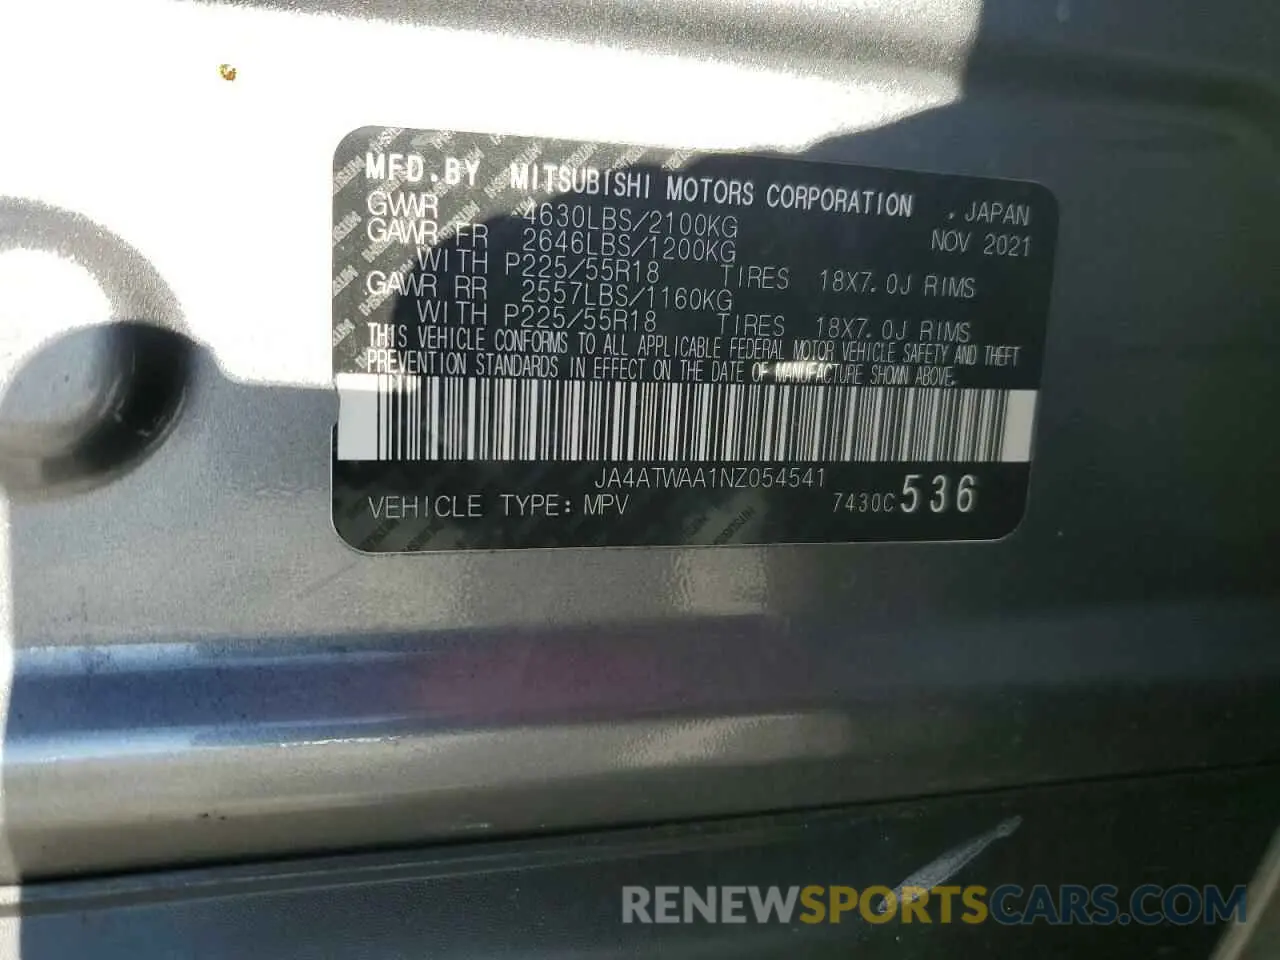 MFD.BY MITSUBISHI MOTORS CORPORATION , JAPAN
GVWR 4630LBS/2100KG NOV 2021
GAWR FR 2646LBS/1200KG
WITH P225/55R18 TIRES 18X7.0J RIMS
GAWR RR 2557LBS/1160KG
WITH P225/55R18 TIRES 18X7.0J RIMS
THIS VEHICLE CONFORMS TO ALL APPLICABLE FEDERAL MOTOR VEHICLE SAFETY AND THEFT
PREVENTION STANDARDS IN EFFECT ON THE DATE OF MANUFACTURE SHOWN ABOVE.
JA4ATWAA1NZ054541
VEHICLE TYPE: MPV 7430C 536
RENEWSPORTSCARS.COM